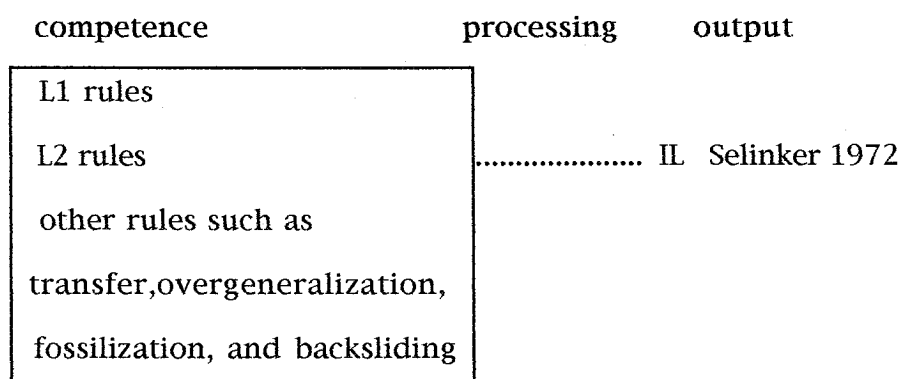 competence processing output
L1 rules
L2 rules ..................... IL Selinker 1972
other rules such as
transfer,overgeneralization,
fossilization, and backsliding